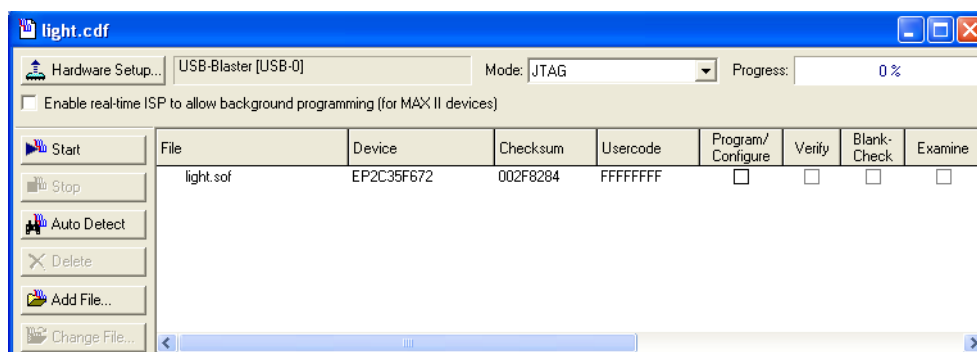 light.cdf
Hardware Setup... USB-Blaster [USB-0] Mode: JTAG Progress: 0 %
Enable real-time ISP to allow background programming (for MAX II devices)
Start
Stop
Auto Detect
Delete
Add File...
Change File...
File Device Checksum Usercode Program/Configure Verify Blank-Check Examine
light.sof EP2C35F672 002F8284 FFFFFFFF